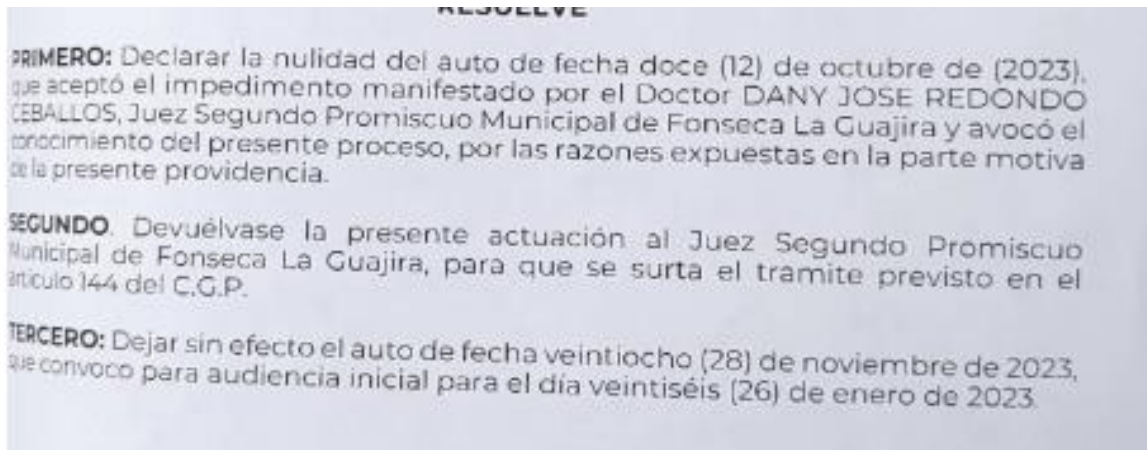 RESUELVE
PRIMERO: Declarar la nulidad del auto de fecha doce (12) de octubre de (2023),
que aceptó el impedimento manifestado por el Doctor DANY JOSE REDONDO
CEBALLOS, Juez Segundo Promiscuo Municipal de Fonseca La Guajira y avocó el
conocimiento del presente proceso, por las razones expuestas en la parte motiva
de la presente providencia.
SEGUNDO. Devuélvase la presente actuación al Juez Segundo Promiscuo
Municipal de Fonseca La Guajira, para que se surta el tramite previsto en el
artículo 144 del C.G.P.
TERCERO: Dejar sin efecto el auto de fecha veintiocho (28) de noviembre de 2023,
que convoco para audiencia inicial para el día veintiséis (26) de enero de 2023.